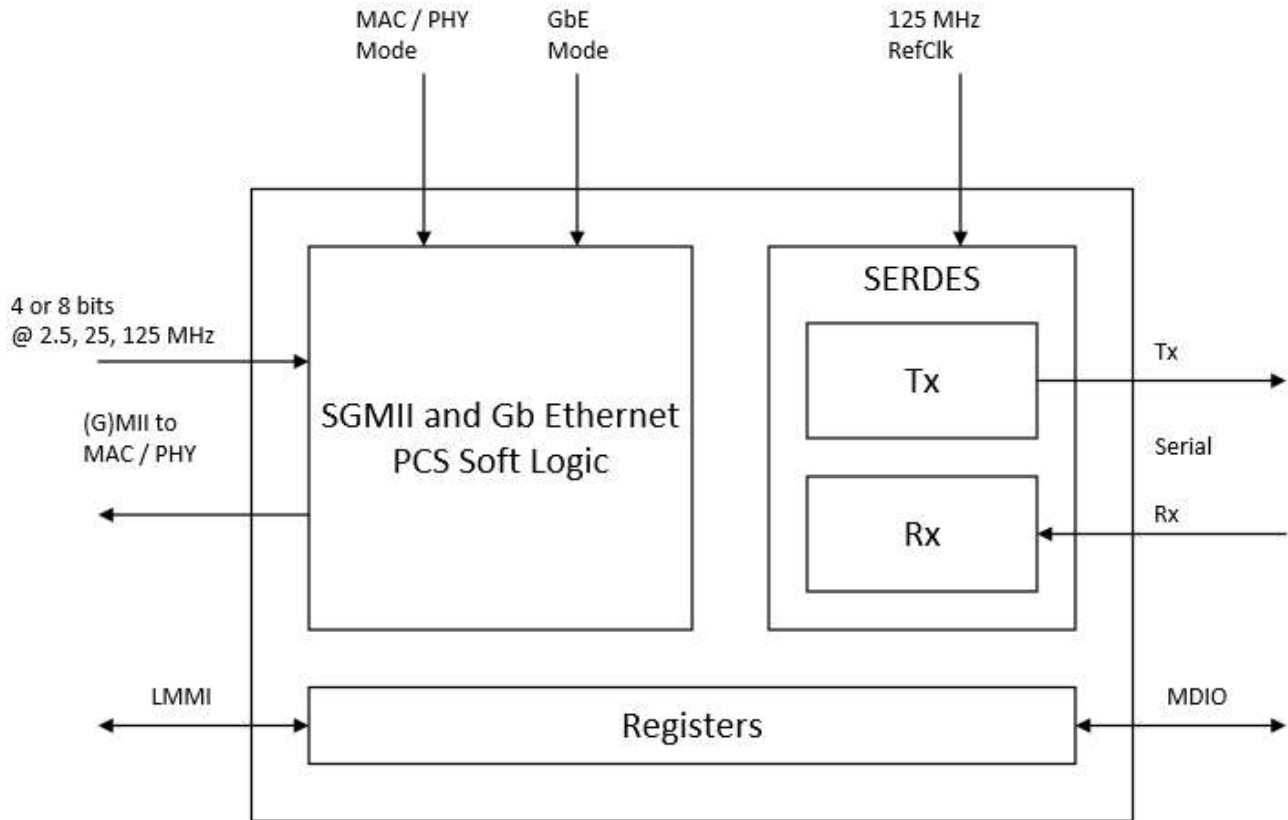 MAC / PHY
Mode
GbE
Mode
125 MHz
RefClk
4 or 8 bits
@ 2.5, 25, 125 MHz
(G)MII to
MAC / PHY
SGMII and Gb Ethernet
PCS Soft Logic
SERDES
Tx
Rx
Tx
Serial
Rx
LMMI
Registers
MDIO